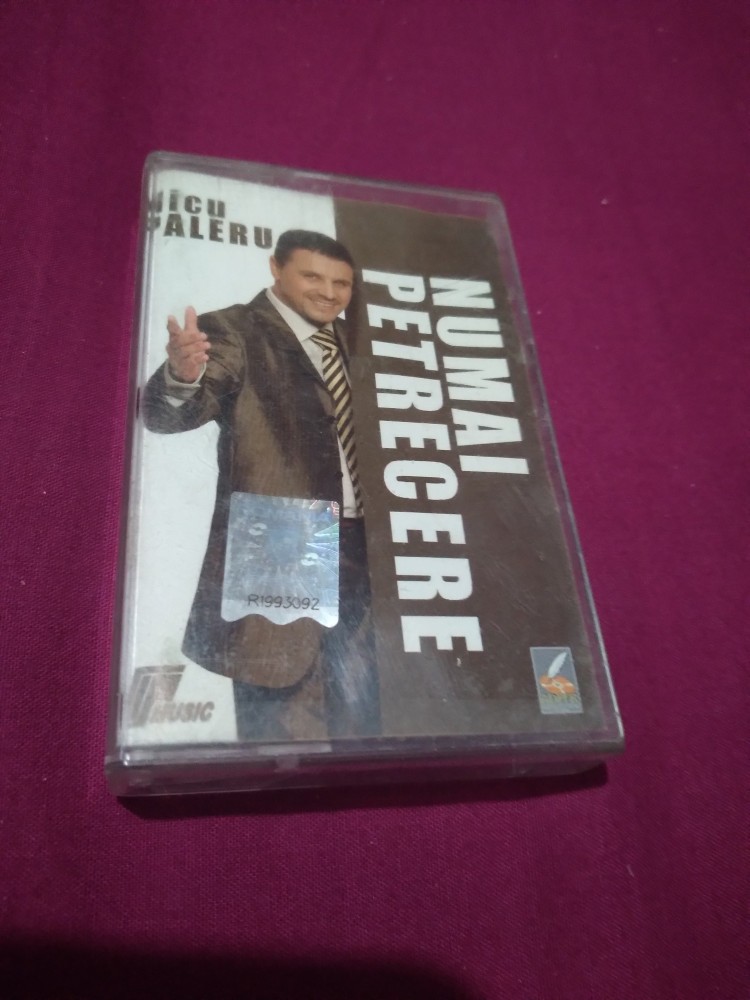 NICU
PALERU
NUMAI
PETRECERE
R1993092
MUSIC